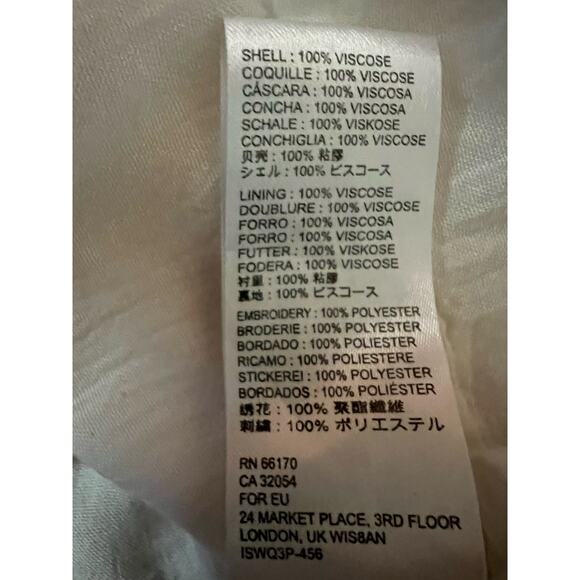 SHELL : 100% VISCOSE
COQUILLE : 100% VISCOSE
CÁSCARA : 100% VISCOSA
CONCHA : 100% VISCOSA
SCHALE : 100% VISKOSE
CONCHIGLIA : 100% VISCOSE
贝壳 : 100% 粘膠
シェル : 100% ビスコース
LINING : 100% VISCOSE
DOUBLURE : 100% VISCOSE
FORRO : 100% VISCOSA
FORRO : 100% VISCOSA
FUTTER : 100% VISKOSE
FODERA : 100% VISCOSE
衬里 : 100% 粘膠
裏地 : 100% ビスコース
EMBROIDERY : 100% POLYESTER
BRODERIE : 100% POLYESTER
BORDADO : 100% POLIESTER
RICAMO : 100% POLIESTERE
STICKEREI : 100% POLYESTER
BORDADOS : 100% POLIÉSTER
绣花 : 100% 聚酯纖維
刺繍 : 100% ポリエステル
RN 66170
CA 32054
FOR EU
24 MARKET PLACE, 3RD FLOOR
LONDON, UK WIS8AN
ISWQ3P-456